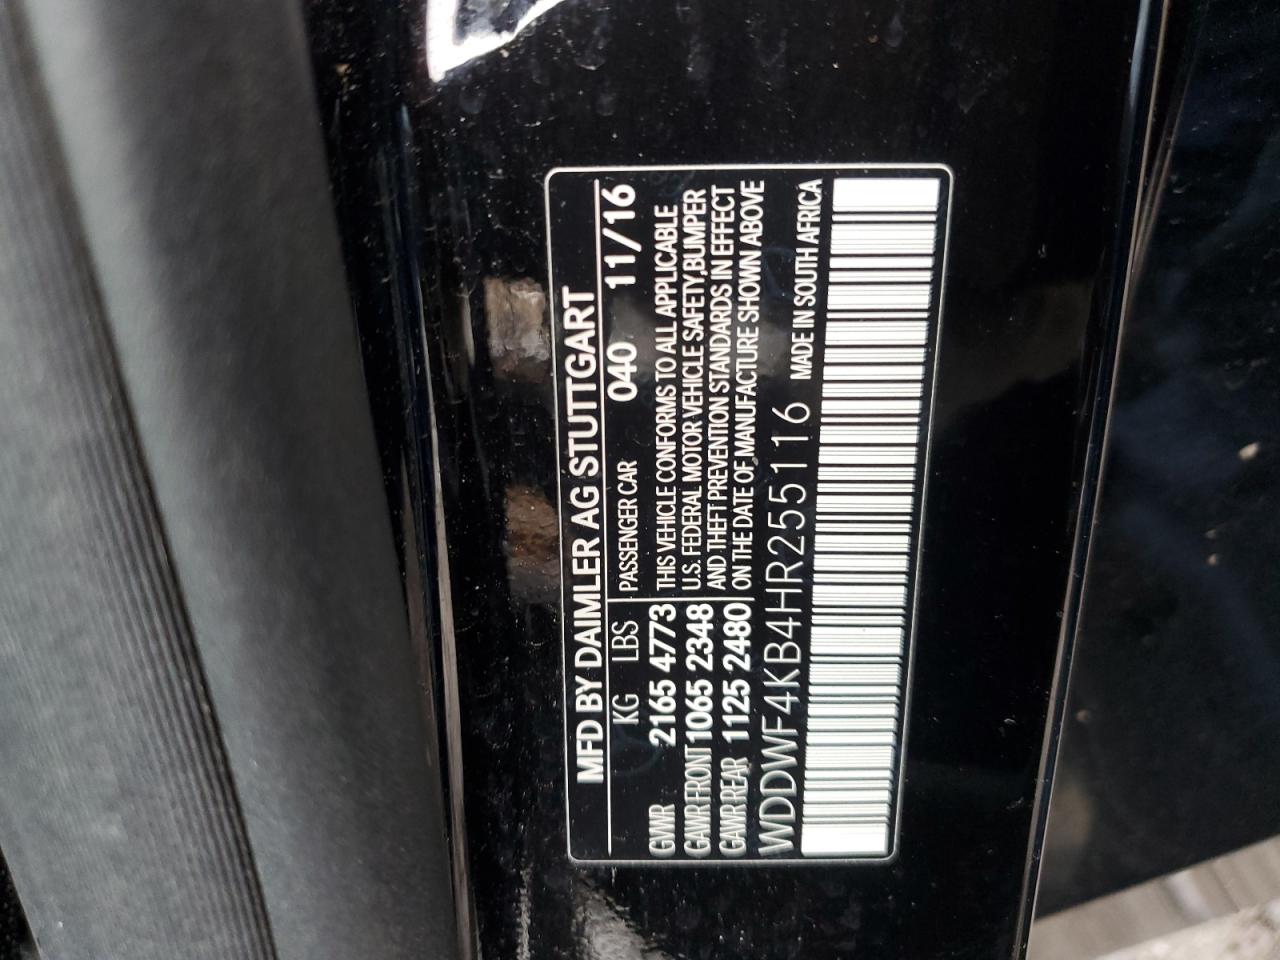 MFD BY DAIMLER AG STUTTGART
KG LBS PASSENGER CAR 040 11/16
GVWR 2165 4773 THIS VEHICLE CONFORMS TO ALL APPLICABLE
GAWR FRONT 1065 2348 U.S. FEDERAL MOTOR VEHICLE SAFETY,BUMPER
GAWR REAR 1125 2480 AND THEFT PREVENTION STANDARDS IN EFFECT
ON THE DATE OF MANUFACTURE SHOWN ABOVE
WDDWF4KB4HR255116 MADE IN SOUTH AFRICA